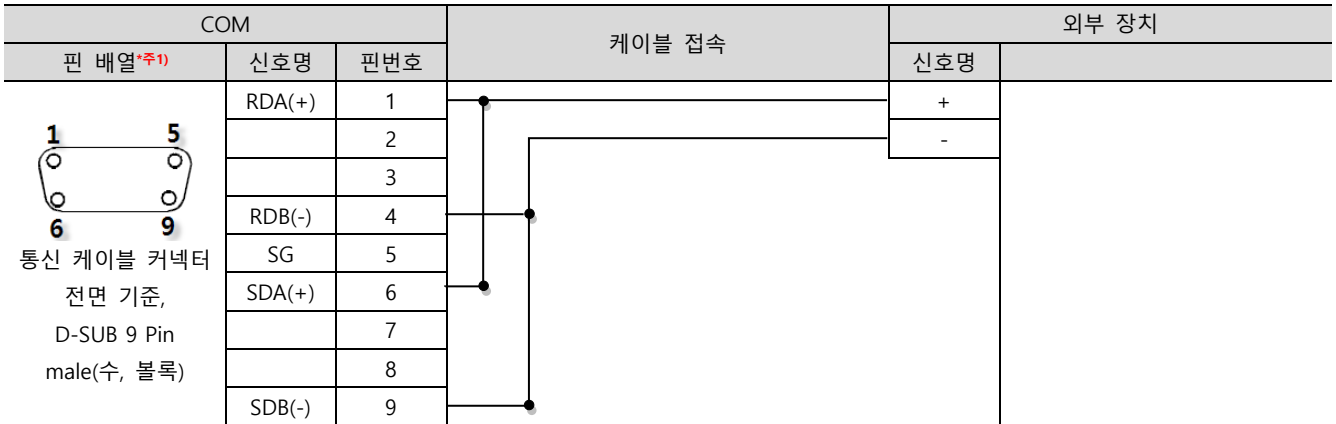 COM 케이블 접속 외부 장치
핀 배열*주1) 신호명 핀번호 신호명
RDA(+) 1 +
2 -
3
RDB(-) 4
SG 5
SDA(+) 6
7
8
SDB(-) 9
1 5
6 9
통신 케이블 커넥터
전면 기준,
D-SUB 9 Pin
male(수, 볼록)